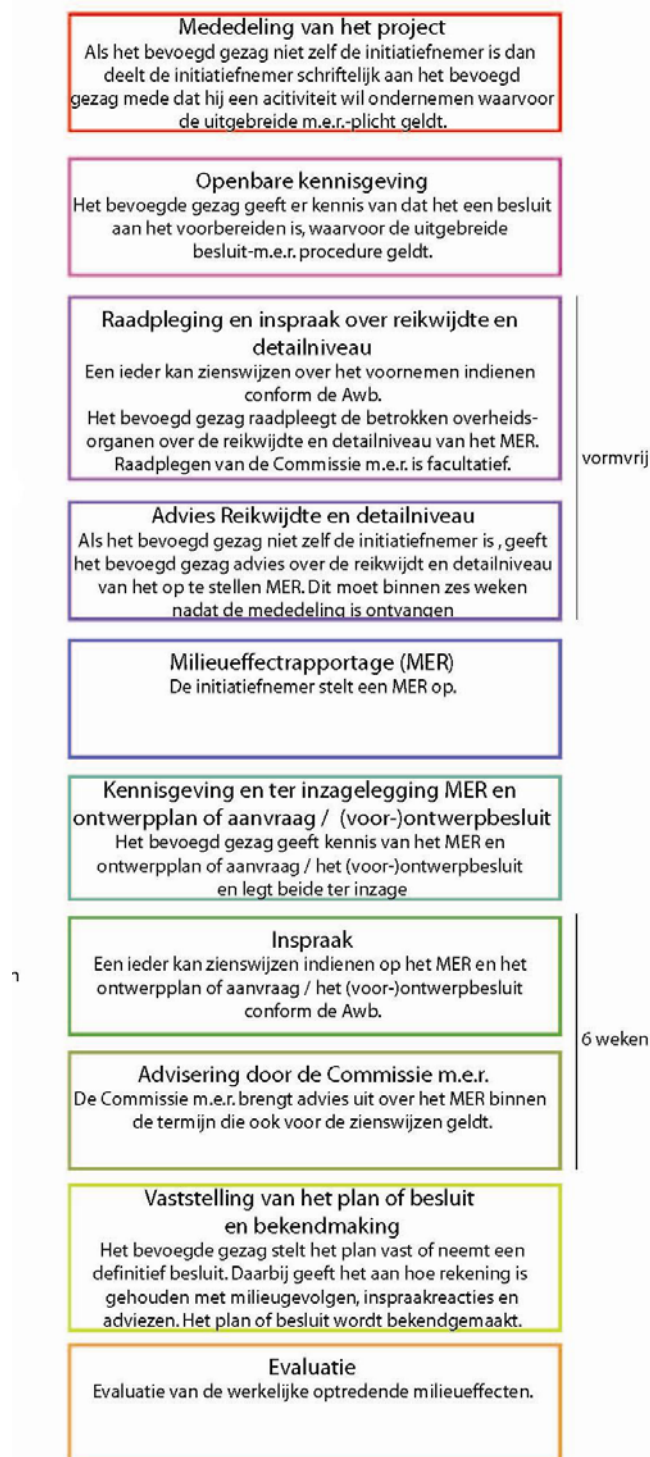 Mededeling van het project
Als het bevoegd gezag niet zelf de initiatiefnemer is dan
deelt de initiatiefnemer schriftelijk aan het bevoegd
gezag mede dat hij een acitiviteit wil ondernemen waarvoor
de uitgebreide m.e.r.-plicht geldt.
Openbare kennisgeving
Het bevoegde gezag geeft er kennis van dat het een besluit
aan het voorbereiden is, waarvoor de uitgebreide
besluit-m.e.r. procedure geldt.
Raadpleging en inspraak over reikwijdte en
detailniveau
Een ieder kan zienswijzen over het voornemen indienen
conform de Awb.
Het bevoegd gezag raadpleegt de betrokken overheids-
organen over de reikwijdte en detailniveau van het MER.
Raadplegen van de Commissie m.e.r. is facultatief.
vormvrij
Advies Reikwijdte en detailniveau
Als het bevoegd gezag niet zelf de initiatiefnemer is , geeft
het bevoegd gezag advies over de reikwijdt en detailniveau
van het op te stellen MER. Dit moet binnen zes weken
nadat de mededeling is ontvangen
Milieueffectrapportage (MER)
De initiatiefnemer stelt een MER op.
Kennisgeving en ter inzagelegging MER en
ontwerpplan of aanvraag / (voor-)ontwerpbesluit
Het bevoegd gezag geeft kennis van het MER en
ontwerpplan of aanvraag / het (voor-)ontwerpbesluit
en legt beide ter inzage
Inspraak
Een ieder kan zienswijzen indienen op het MER en het
ontwerpplan of aanvraag / het (voor-)ontwerpbesluit
conform de Awb.
n
6 weken
Advisering door de Commissie m.e.r.
De Commissie m.e.r. brengt advies uit over het MER binnen
de termijn die ook voor de zienswijzen geldt.
Vaststelling van het plan of besluit
en bekendmaking
Het bevoegde gezag stelt het plan vast of neemt een
definitief besluit. Daarbij geeft het aan hoe rekening is
gehouden met milieugevolgen, inspraakreacties en
adviezen. Het plan of besluit wordt bekendgemaakt.
Evaluatie
Evaluatie van de werkelijke optredende milieueffecten.